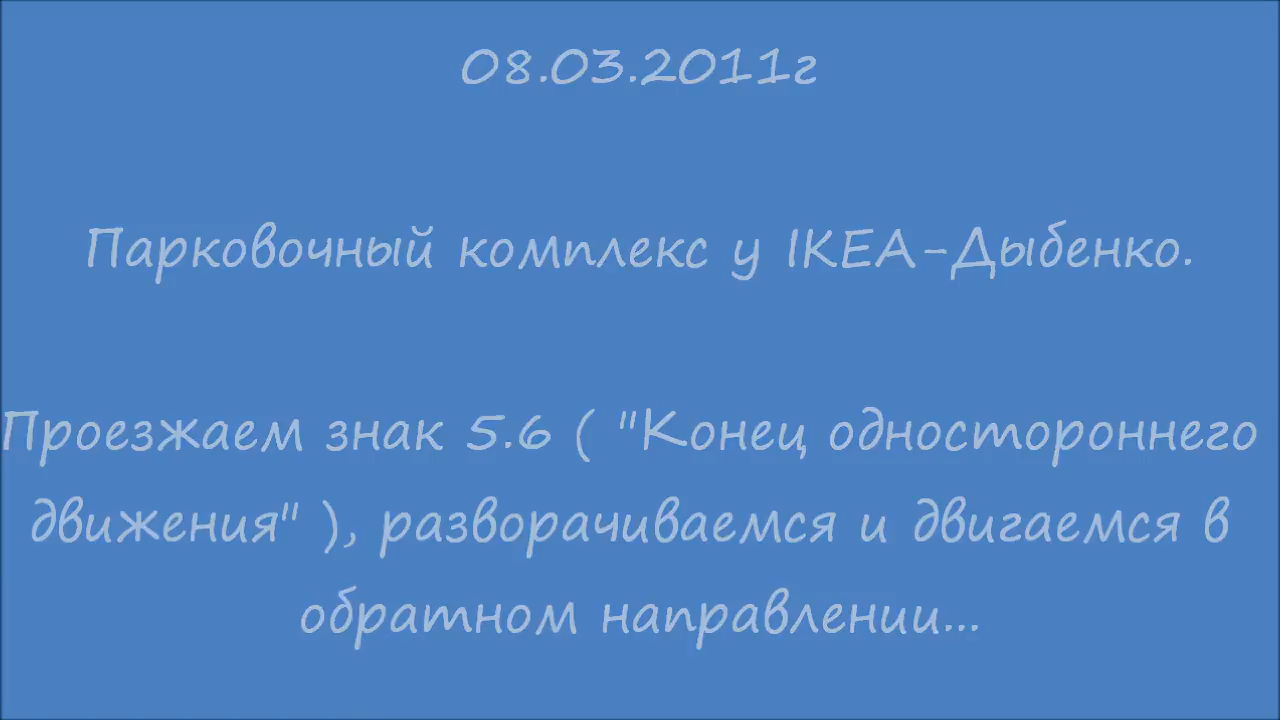 08.03.2011г
Парковочный комплекс у IKEA-Дыбенко.
Проезжаем знак 5.6 ( "Конец одностороннего
движения" ), разворачиваемся и двигаемся в
обратном направлении...